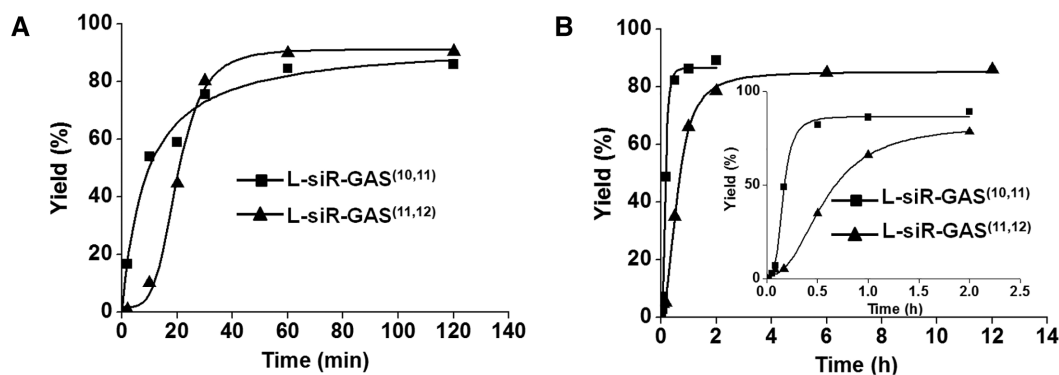 A
Yield (%)
100
80
60
40
20
0
L-siR-GAS(10,11)
L-siR-GAS(11,12)
0 20 40 60 80 100 120 140
Time (min)
B
Yield (%)
100
80
60
40
20
0
Yield (%)
100
50
0
L-siR-GAS(10,11)
L-siR-GAS(11,12)
0.0 0.5 1.0 1.5 2.0 2.5
Time (h)
0 2 4 6 8 10 12 14
Time (h)